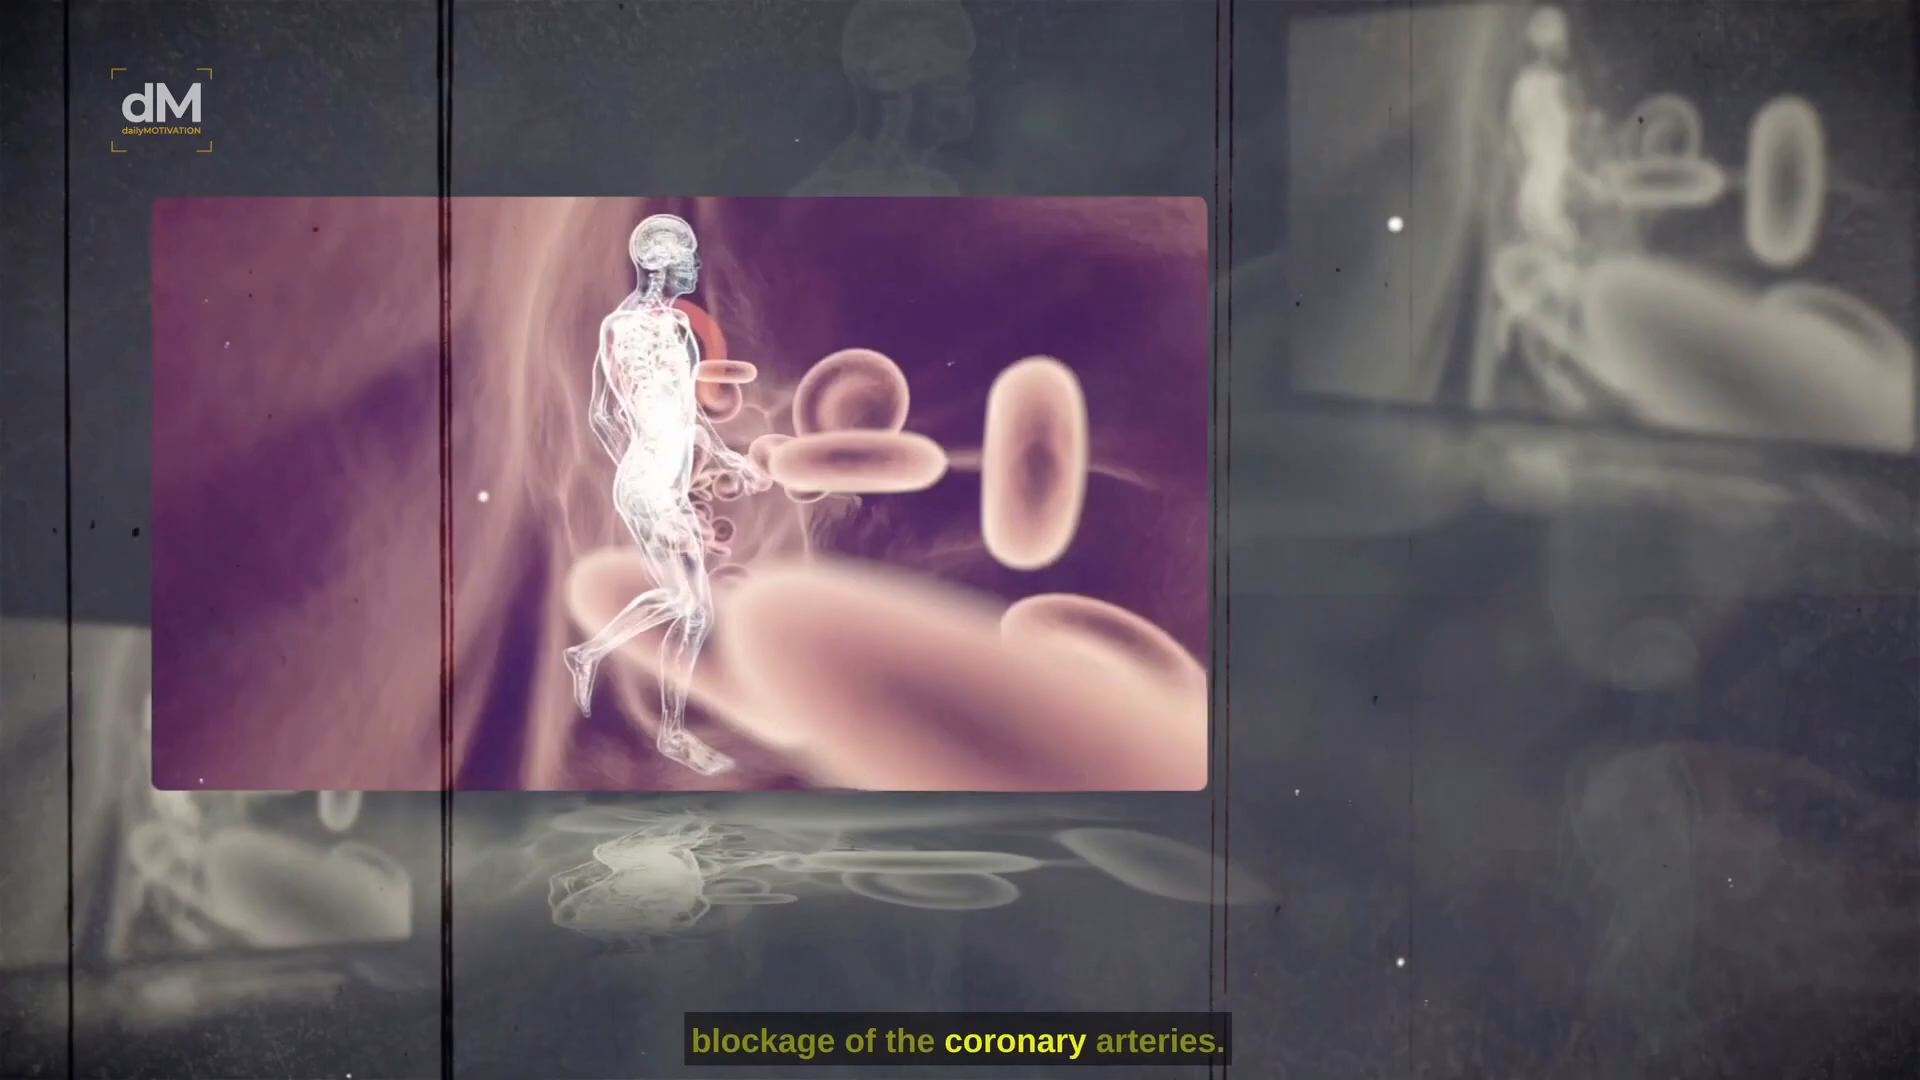 dM
dailyMOTIVATION
blockage of the coronary arteries.